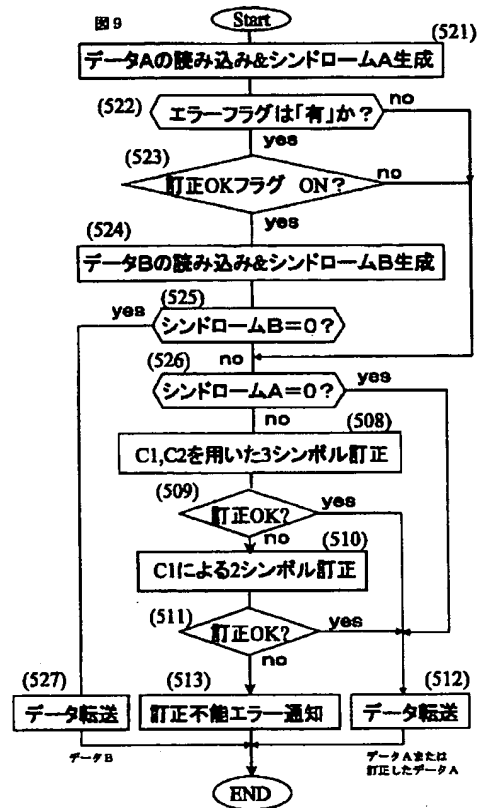 図9
Start
(521)
データAの読み込み&シンドロームA生成
(522)
エラーフラグは「有」か?
no
yes
(523)
訂正OKフラグ ON?
no
yes
(524)
データBの読み込み&シンドロームB生成
(525)
yes
シンドロームB=0?
no
(526)
シンドロームA=0?
yes
no
(508)
C1,C2を用いた3シンボル訂正
(509)
訂正OK?
yes
no
(510)
C1による2シンボル訂正
(511)
訂正OK?
yes
no
(527)
(513)
(512)
データ転送
訂正不能エラー通知
データ転送
データB
データAまたは
訂正したデータA
END